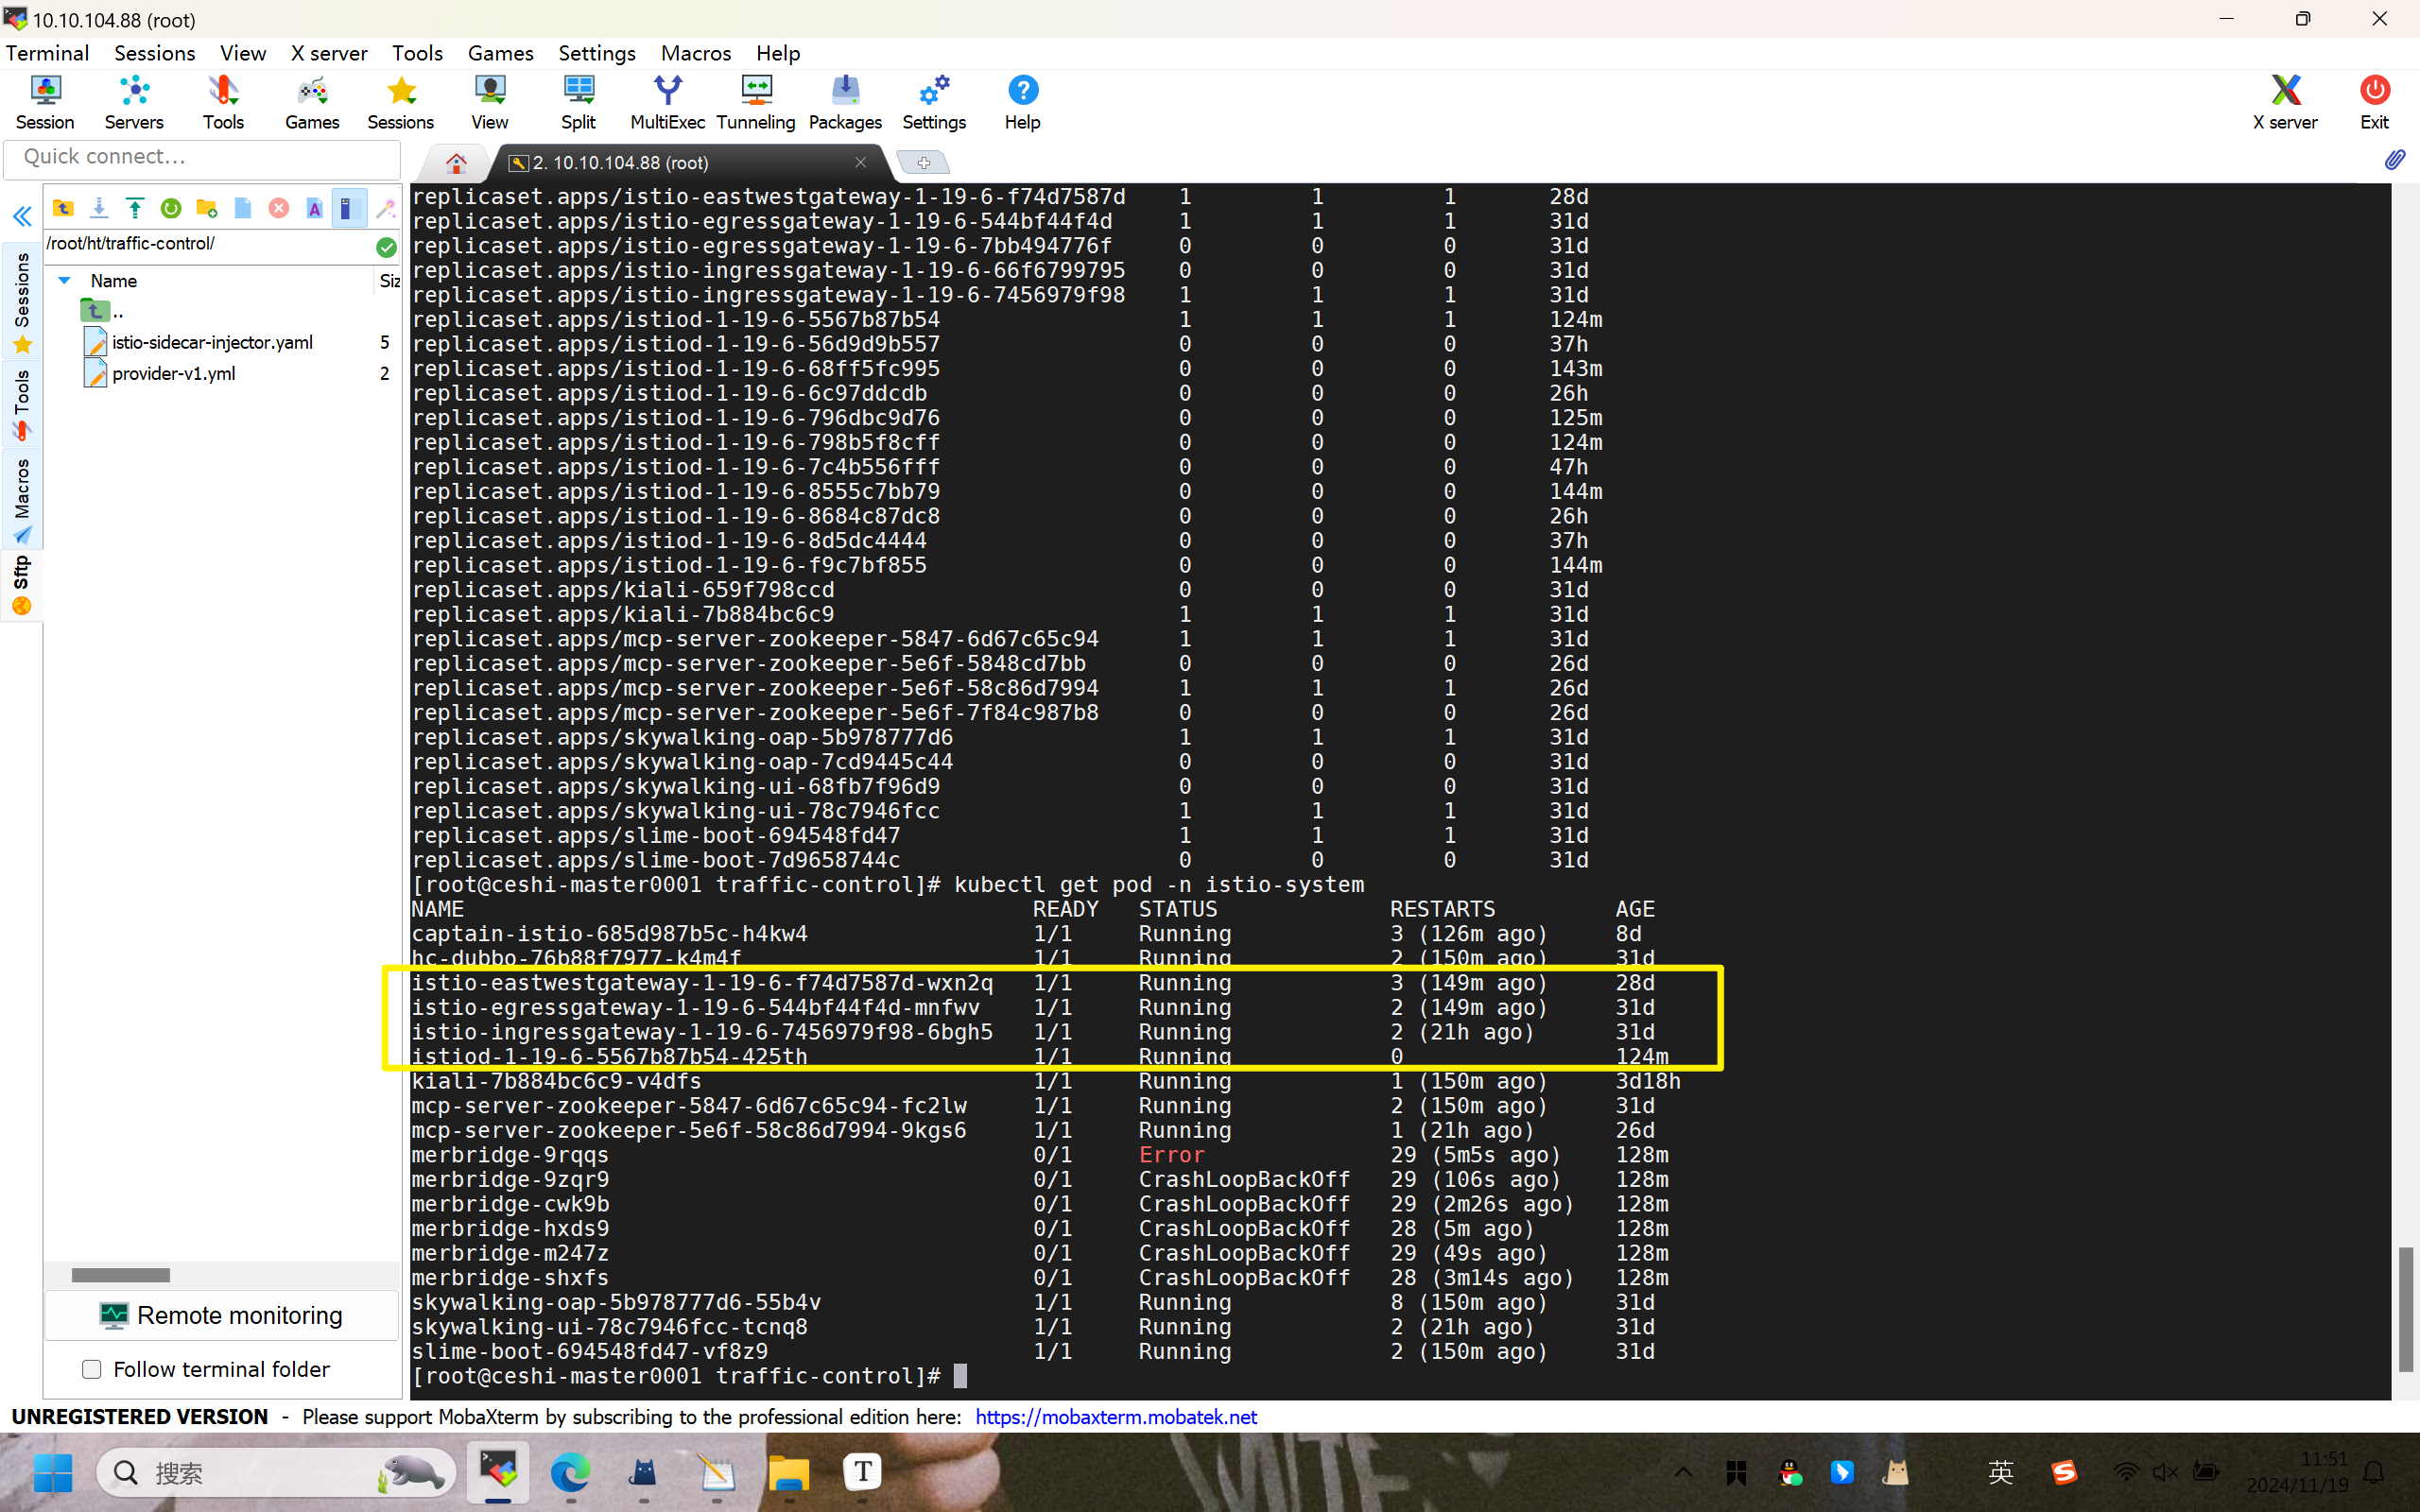 10.10.104.88 (root)
Terminal Sessions View X server Tools Games Settings Macros Help
Session Servers Tools Games Sessions View Split MultiExec Tunneling Packages Settings Help X server Exit
Quick connect...
2. 10.10.104.88 (root)
/root/ht/traffic-control/
Name Siz
..
istio-sidecar-injector.yaml 5
provider-v1.yml 2
Sessions
Tools
Macros
Sftp
replicaset.apps/istio-eastwestgateway-1-19-6-f74d7587d 1 1 1 28d
replicaset.apps/istio-egressgateway-1-19-6-544bf44f4d 1 1 1 31d
replicaset.apps/istio-egressgateway-1-19-6-7bb494776f 0 0 0 31d
replicaset.apps/istio-ingressgateway-1-19-6-66f6799795 0 0 0 31d
replicaset.apps/istio-ingressgateway-1-19-6-7456979f98 1 1 1 31d
replicaset.apps/istiod-1-19-6-5567b87b54 1 1 1 124m
replicaset.apps/istiod-1-19-6-56d9d9b557 0 0 0 37h
replicaset.apps/istiod-1-19-6-68ff5fc995 0 0 0 143m
replicaset.apps/istiod-1-19-6-6c97ddcdb 0 0 0 26h
replicaset.apps/istiod-1-19-6-796dbc9d76 0 0 0 125m
replicaset.apps/istiod-1-19-6-798b5f8cff 0 0 0 124m
replicaset.apps/istiod-1-19-6-7c4b556fff 0 0 0 47h
replicaset.apps/istiod-1-19-6-8555c7bb79 0 0 0 144m
replicaset.apps/istiod-1-19-6-8684c87dc8 0 0 0 26h
replicaset.apps/istiod-1-19-6-8d5dc4444 0 0 0 37h
replicaset.apps/istiod-1-19-6-f9c7bf855 0 0 0 144m
replicaset.apps/kiali-659f798ccd 0 0 0 31d
replicaset.apps/kiali-7b884bc6c9 1 1 1 31d
replicaset.apps/mcp-server-zookeeper-5847-6d67c65c94 1 1 1 31d
replicaset.apps/mcp-server-zookeeper-5e6f-5848cd7bb 0 0 0 26d
replicaset.apps/mcp-server-zookeeper-5e6f-58c86d7994 1 1 1 26d
replicaset.apps/mcp-server-zookeeper-5e6f-7f84c987b8 0 0 0 26d
replicaset.apps/skywalking-oap-5b978777d6 1 1 1 31d
replicaset.apps/skywalking-oap-7cd9445c44 0 0 0 31d
replicaset.apps/skywalking-ui-68fb7f96d9 0 0 0 31d
replicaset.apps/skywalking-ui-78c7946fcc 1 1 1 31d
replicaset.apps/slime-boot-694548fd47 1 1 1 31d
replicaset.apps/slime-boot-7d9658744c 0 0 0 31d
[root@ceshi-master0001 traffic-control]# kubectl get pod -n istio-system
NAME READY STATUS RESTARTS AGE
captain-istio-685d987b5c-h4kw4 1/1 Running 3 (126m ago) 8d
hc-dubbo-76b88f7977-k4m4f 1/1 Running 2 (150m ago) 31d
istio-eastwestgateway-1-19-6-f74d7587d-wxn2q 1/1 Running 3 (149m ago) 28d
istio-egressgateway-1-19-6-544bf44f4d-mnfwv 1/1 Running 2 (149m ago) 31d
istio-ingressgateway-1-19-6-7456979f98-6bgh5 1/1 Running 2 (21h ago) 31d
istiod-1-19-6-5567b87b54-425th 1/1 Running 0 124m
kiali-7b884bc6c9-v4dfs 1/1 Running 1 (150m ago) 3d18h
mcp-server-zookeeper-5847-6d67c65c94-fc2lw 1/1 Running 2 (150m ago) 31d
mcp-server-zookeeper-5e6f-58c86d7994-9kgs6 1/1 Running 1 (21h ago) 26d
merbridge-9rqqs 0/1 Error 29 (5m5s ago) 128m
merbridge-9zqr9 0/1 CrashLoopBackOff 29 (106s ago) 128m
merbridge-cwk9b 0/1 CrashLoopBackOff 29 (2m26s ago) 128m
merbridge-hxds9 0/1 CrashLoopBackOff 28 (5m ago) 128m
merbridge-m247z 0/1 CrashLoopBackOff 29 (49s ago) 128m
merbridge-shxfs 0/1 CrashLoopBackOff 28 (3m14s ago) 128m
skywalking-oap-5b978777d6-55b4v 1/1 Running 8 (150m ago) 31d
skywalking-ui-78c7946fcc-tcnq8 1/1 Running 2 (21h ago) 31d
slime-boot-694548fd47-vf8z9 1/1 Running 2 (150m ago) 31d
[root@ceshi-master0001 traffic-control]#
Remote monitoring
Follow terminal folder
UNREGISTERED VERSION - Please support MobaXterm by subscribing to the professional edition here: https://mobaxterm.mobatek.net
搜索
英
11:51
2024/11/19